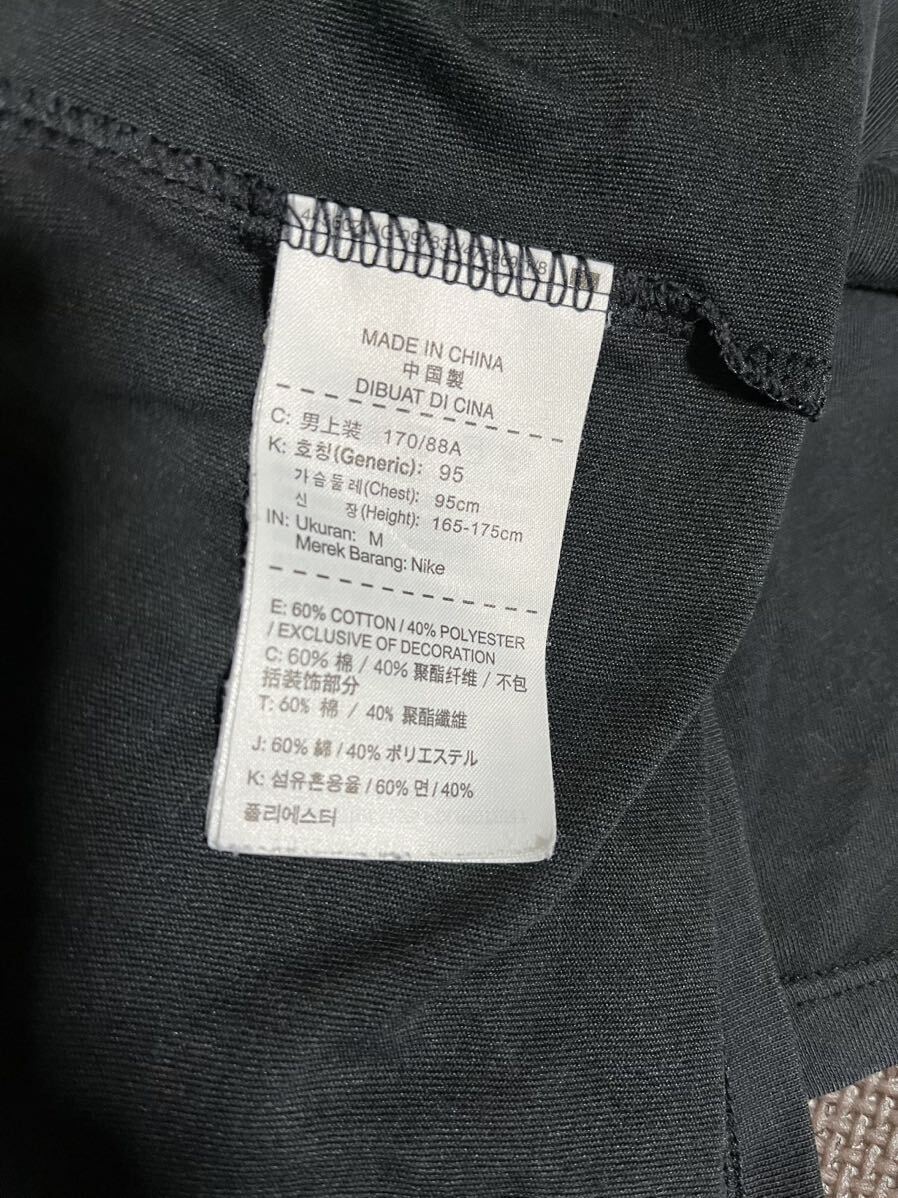 MADE IN CHINA
中国製
DIBUAT DI CINA
C: 男上装 170/88A
K: 호칭(Generic): 95
가슴둘레(Chest): 95cm
신 장(Height): 165-175cm
IN: Ukuran: M
Merek Barang: Nike
E: 60% COTTON / 40% POLYESTER
/ EXCLUSIVE OF DECORATION
C: 60% 棉 / 40% 聚酯纤维 / 不包
括装饰部分
T: 60% 棉 / 40% 聚酯纖維
J: 60% 綿 / 40% ポリエステル
K: 섬유혼용율 / 60% 면 / 40%
폴리에스터